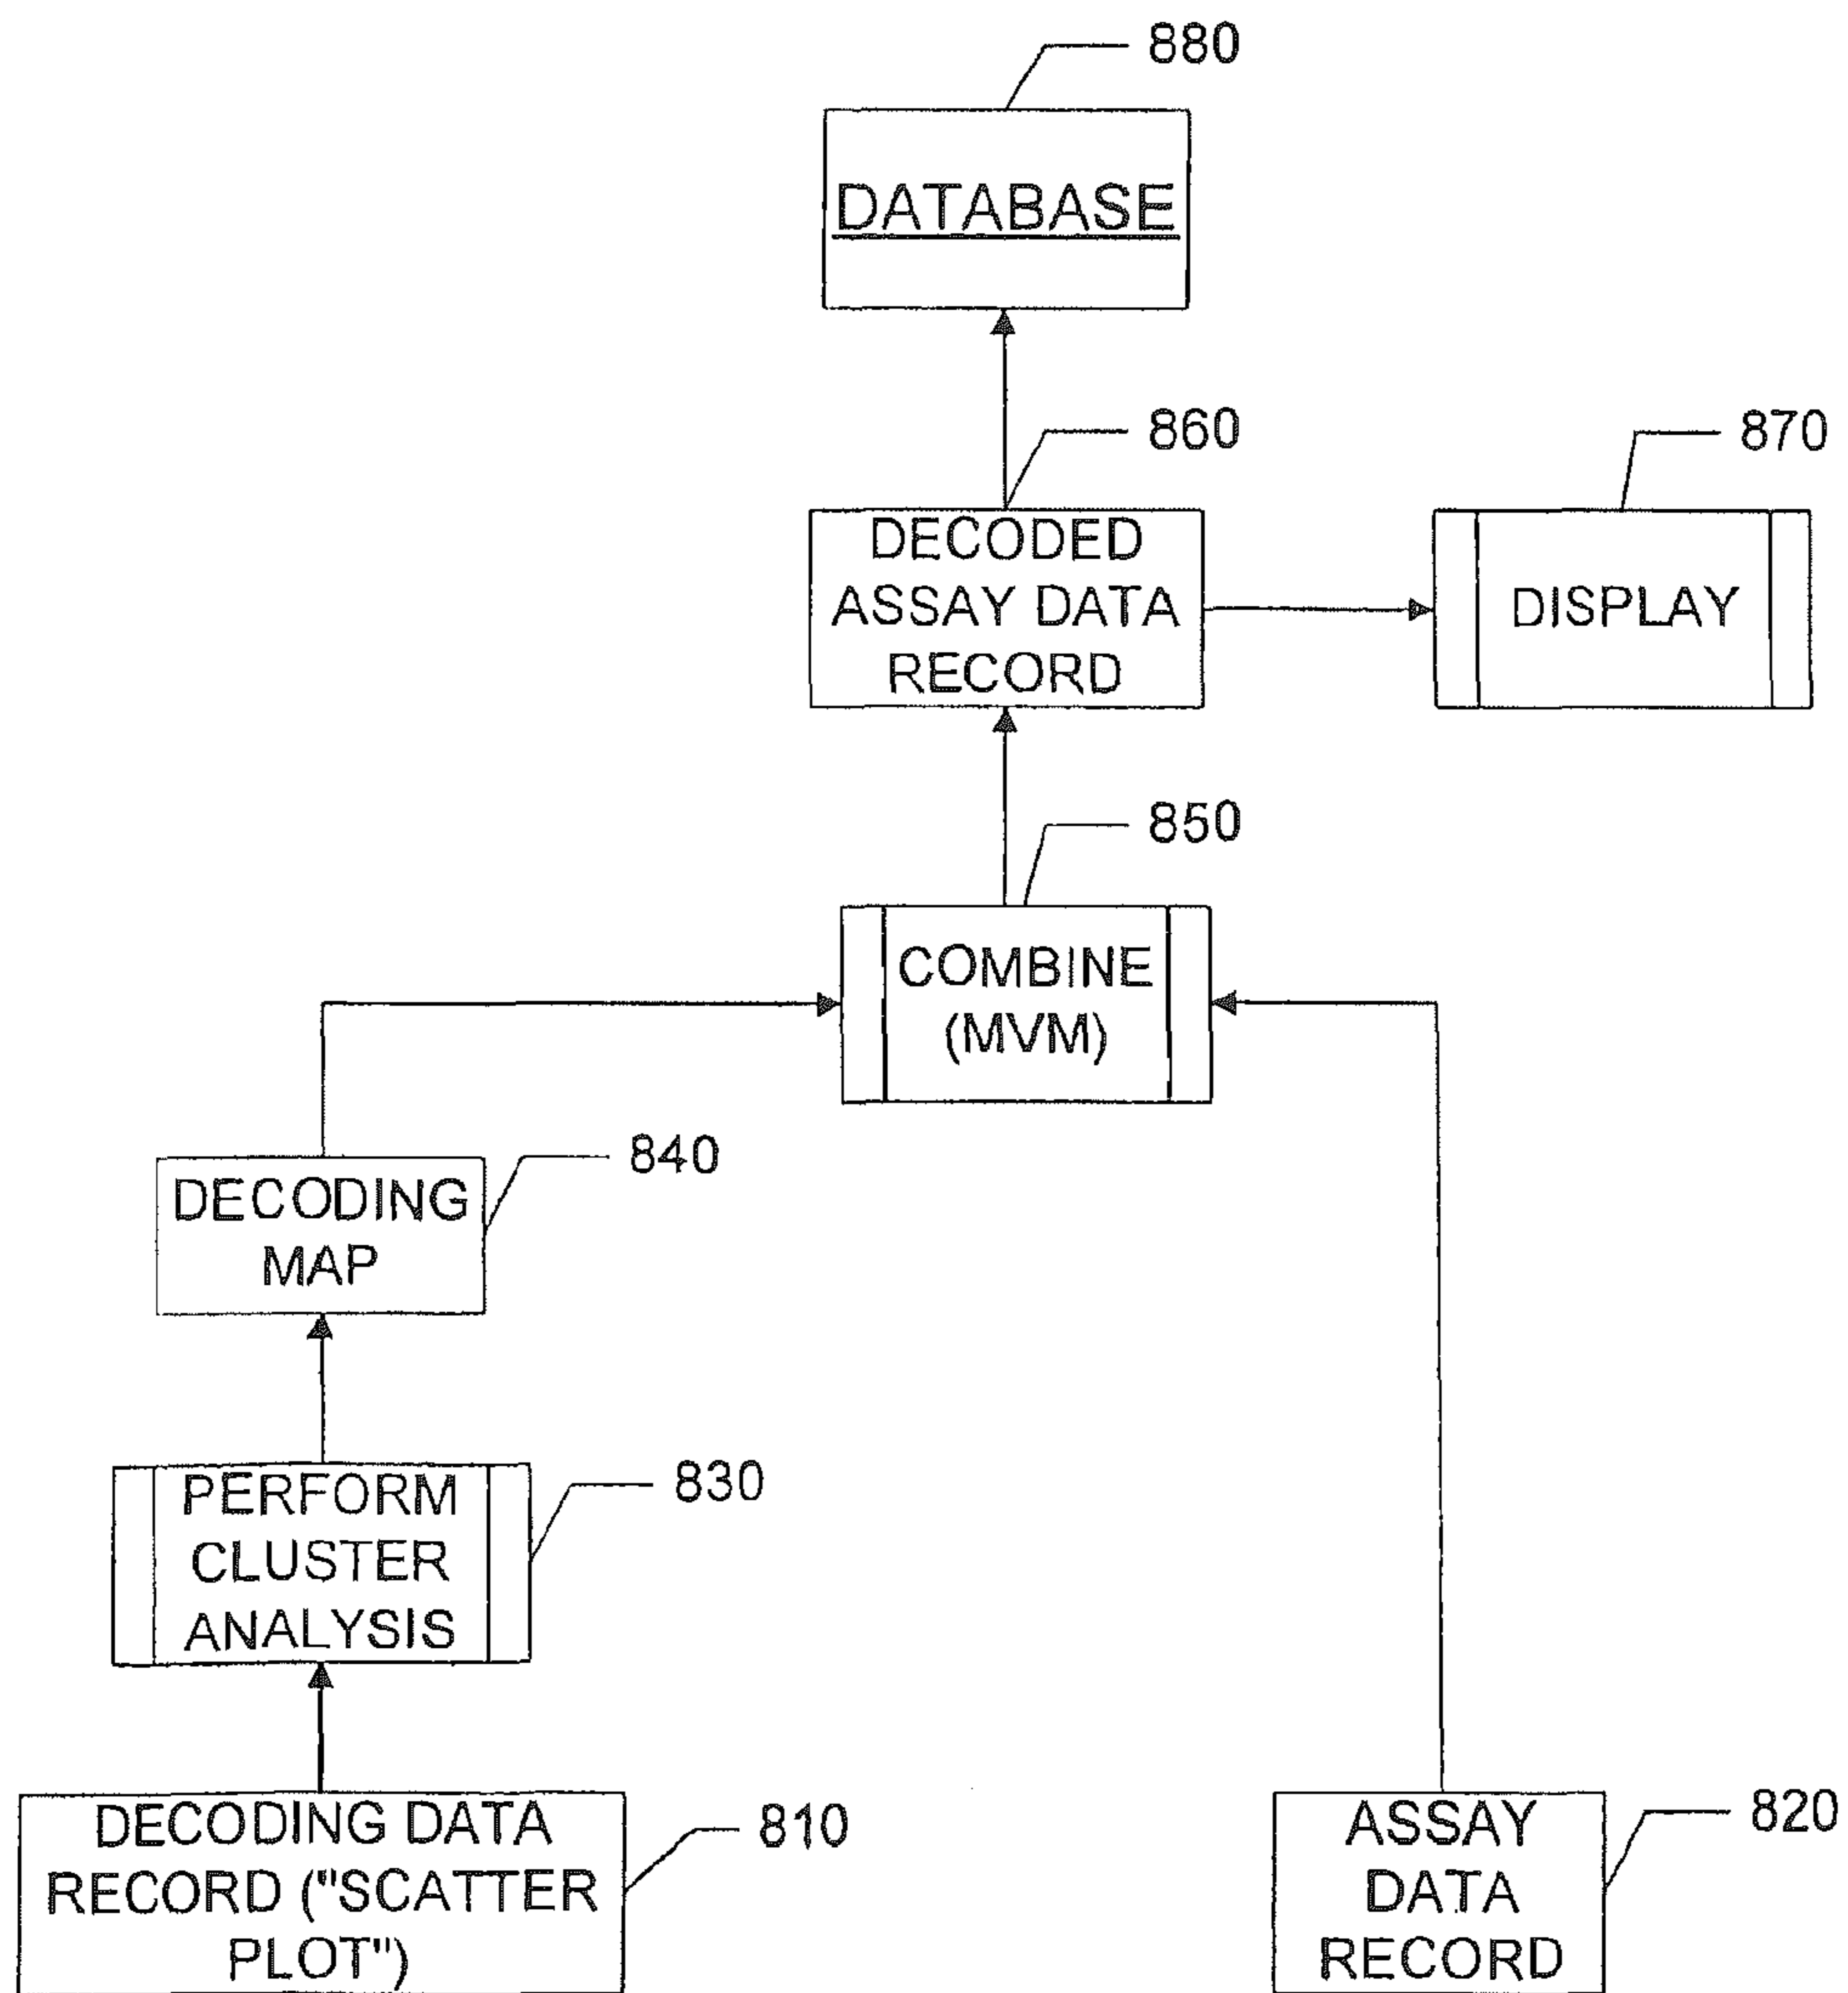 880
DATABASE
860
870
DECODED
ASSAY DATA
RECORD
DISPLAY
850
COMBINE
(MVM)
840
DECODING
MAP
830
PERFORM
CLUSTER
ANALYSIS
810
DECODING DATA
RECORD ("SCATTER
PLOT")
820
ASSAY
DATA
RECORD